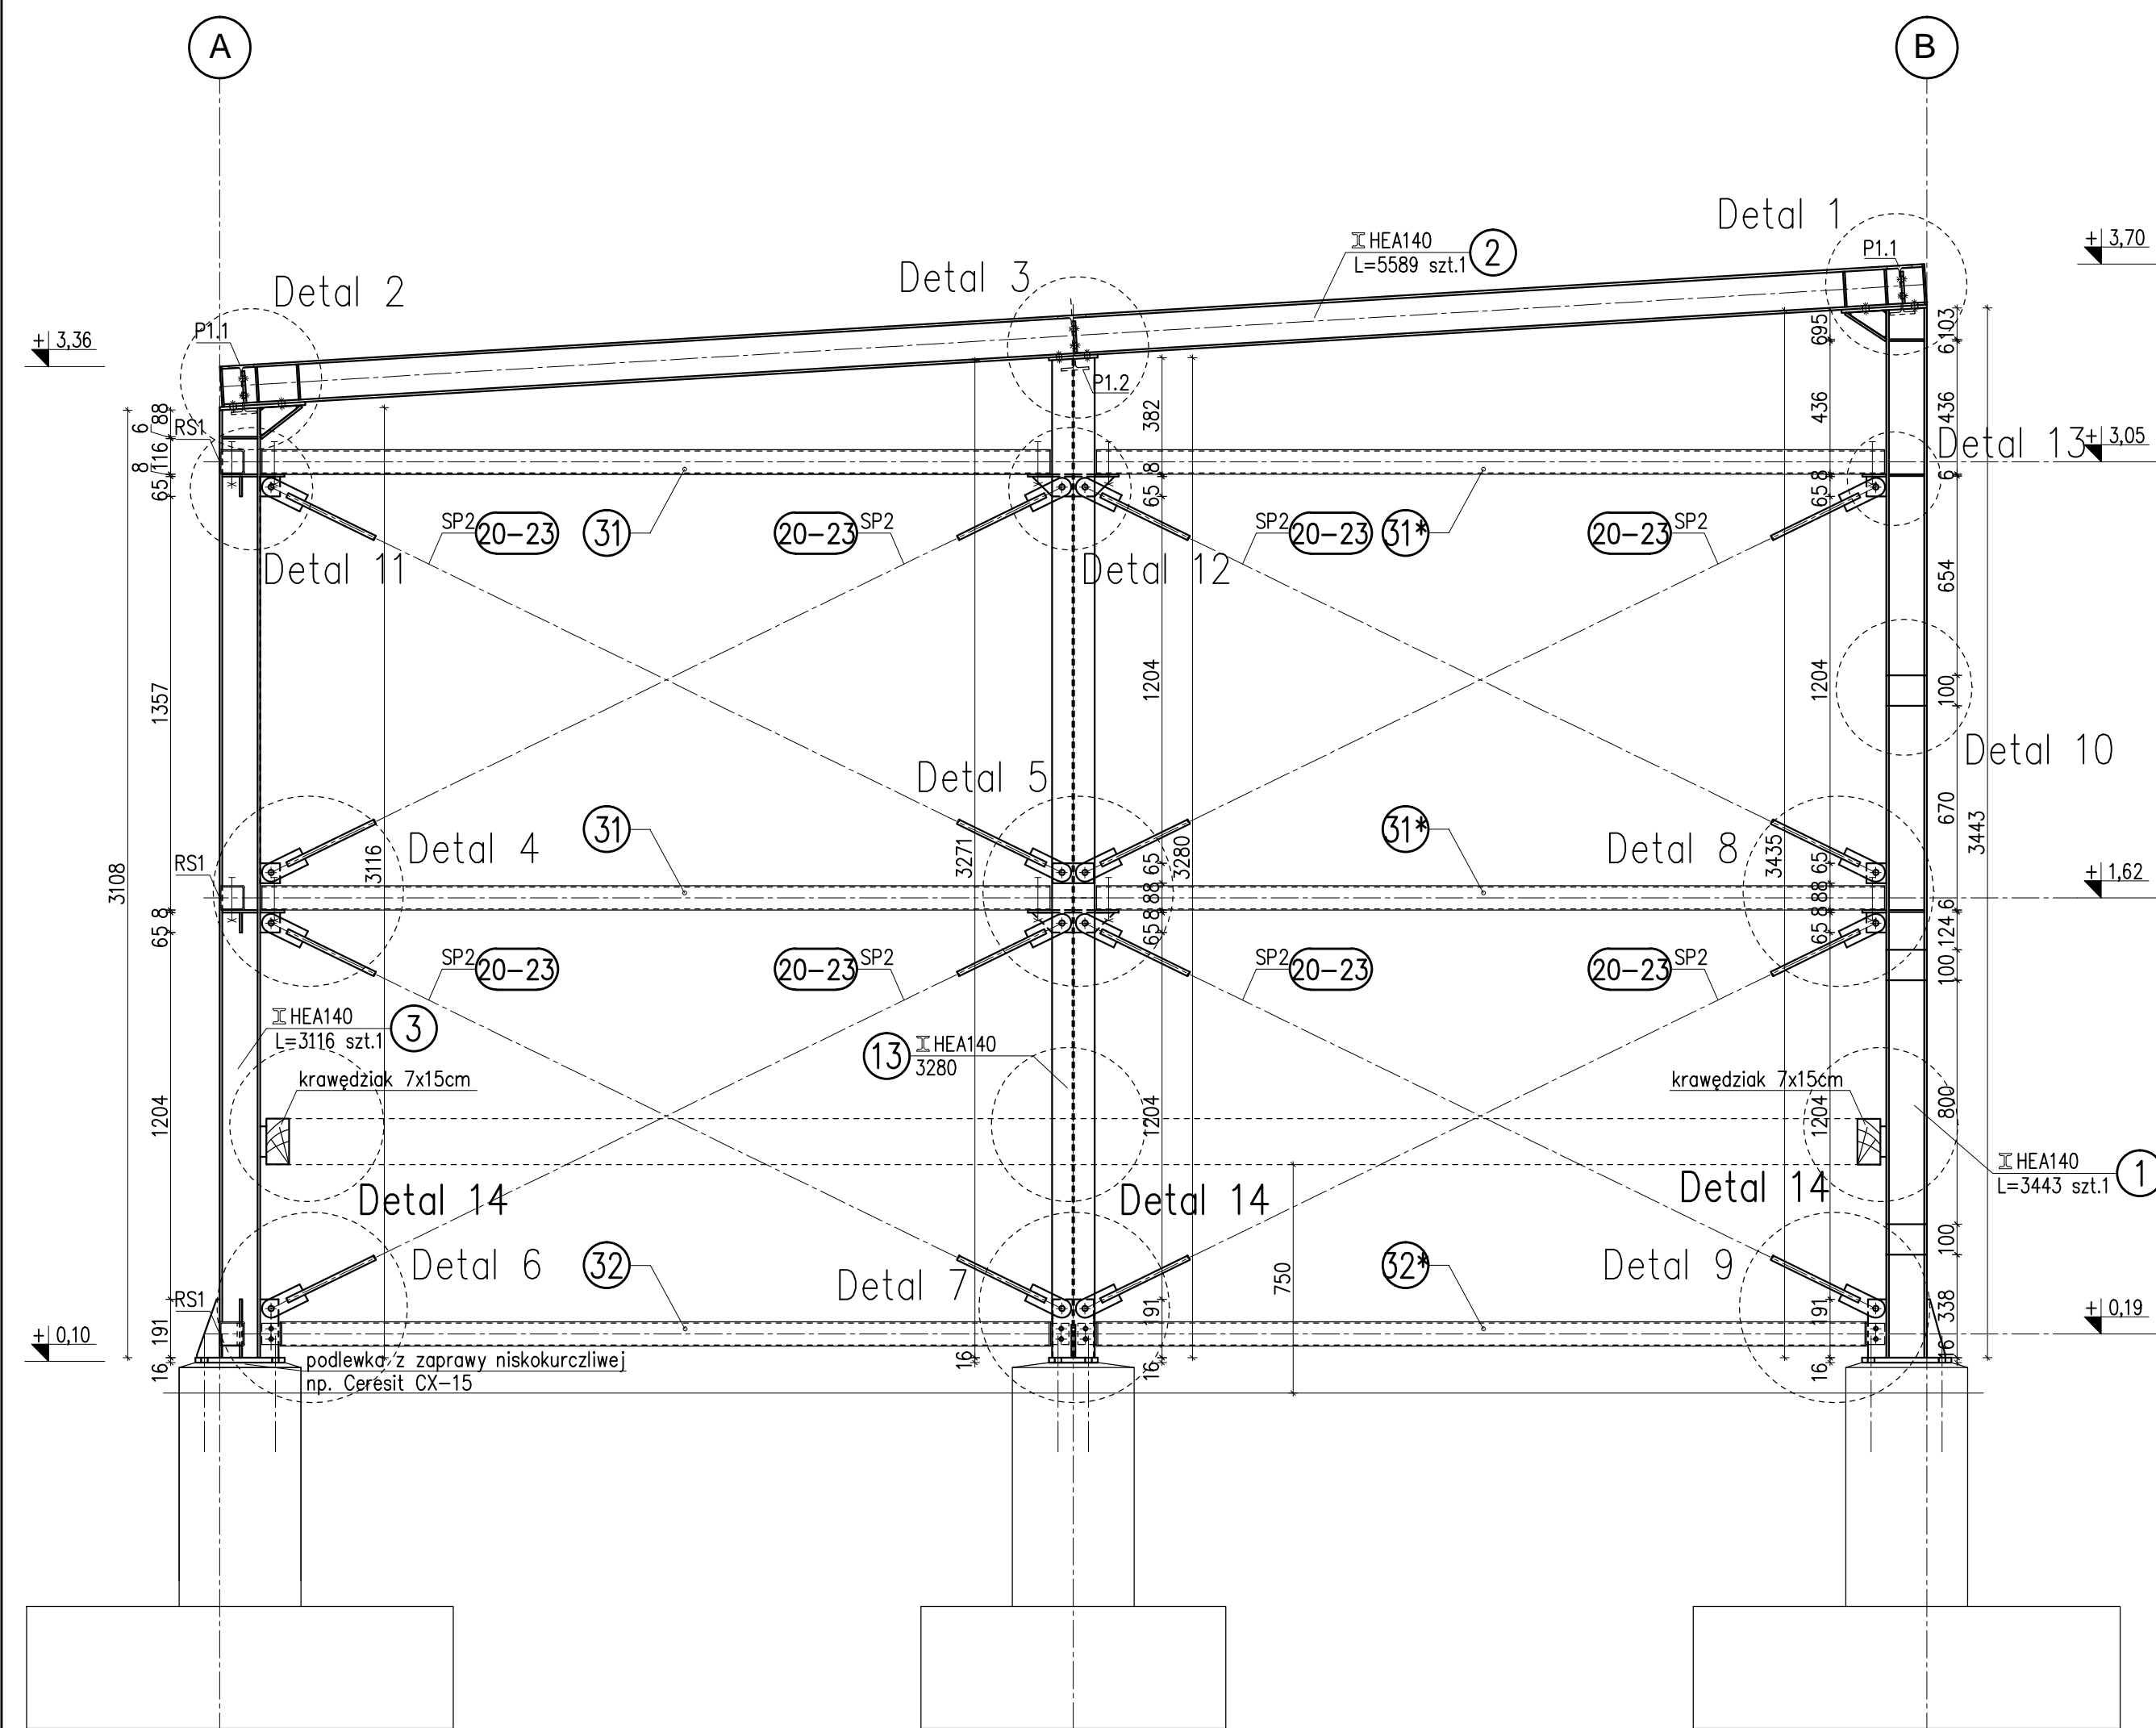 A
B
Detal 1
HEA140
L=5589 szt.1
2
P1.1
+ 3,70
Detal 3
Detal 2
P1.1
+ 3,36
P1.2
103
6
695
88
6
RS1
116
8
65
382
436
436
Detal 13
+ 3,05
8
65
8
65
6
SP2
20-23
31
20-23
SP2
SP2
20-23
31*
20-23
SP2
Detal 11
Detal 12
654
1357
1204
1204
100
Detal 10
Detal 5
670
3443
31
31*
Detal 4
Detal 8
RS1
3108
3116
3271
3280
3435
65
88
8
65
65
88
8
65
+ 1,62
6
124
100
8
65
SP2
20-23
20-23
SP2
SP2
20-23
20-23
SP2
HEA140
L=3116 szt.1
3
13
HEA140
3280
krawędziak 7x15cm
krawędziak 7x15cm
1204
1204
1204
800
HEA140
L=3443 szt.1
1
Detal 14
Detal 14
Detal 14
100
Detal 6
32
Detal 7
750
32*
Detal 9
RS1
191
191
191
338
+ 0,10
+ 0,19
16
16
16
16
16
podlewka z zaprawy niskokurczliwej
np. Ceresit CX-15